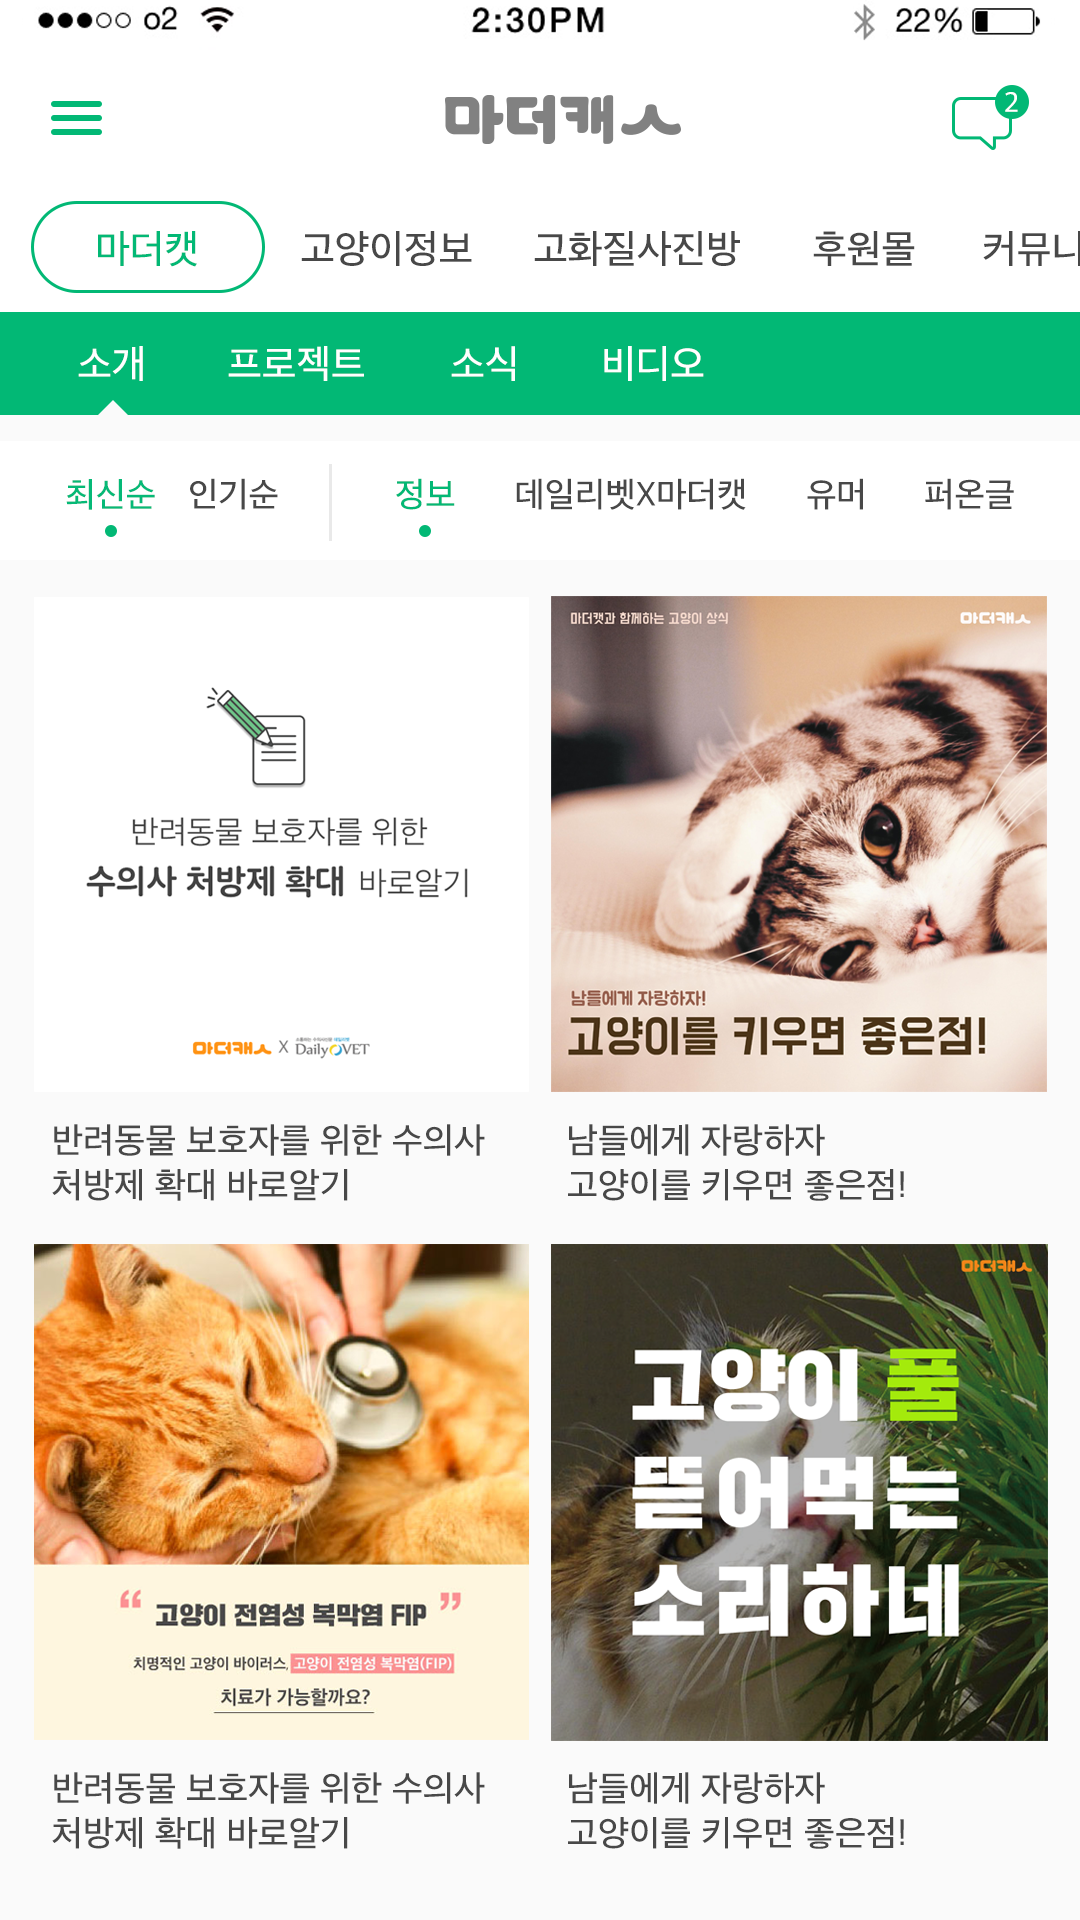 o2 2:30PM 22%
마더캣 2
마더캣 고양이정보 고화질사진방 후원몰 커뮤니
소개 프로젝트 소식 비디오
최신순 인기순 정보 데일리벳X마더캣 유머 퍼온글
반려동물 보호자를 위한
수의사 처방제 확대 바로알기
마더캣 X DailyVET
마더캣과 함께하는 고양이 상식 마더캣
남들에게 자랑하자!
고양이를 키우면 좋은점!
반려동물 보호자를 위한 수의사
처방제 확대 바로알기
남들에게 자랑하자
고양이를 키우면 좋은점!
“ 고양이 전염성 복막염 FIP ”
치명적인 고양이 바이러스, 고양이 전염성 복막염(FIP)
치료가 가능할까요?
마더캣
고양이 풀
뜯어먹는
소리하네
반려동물 보호자를 위한 수의사
처방제 확대 바로알기
남들에게 자랑하자
고양이를 키우면 좋은점!